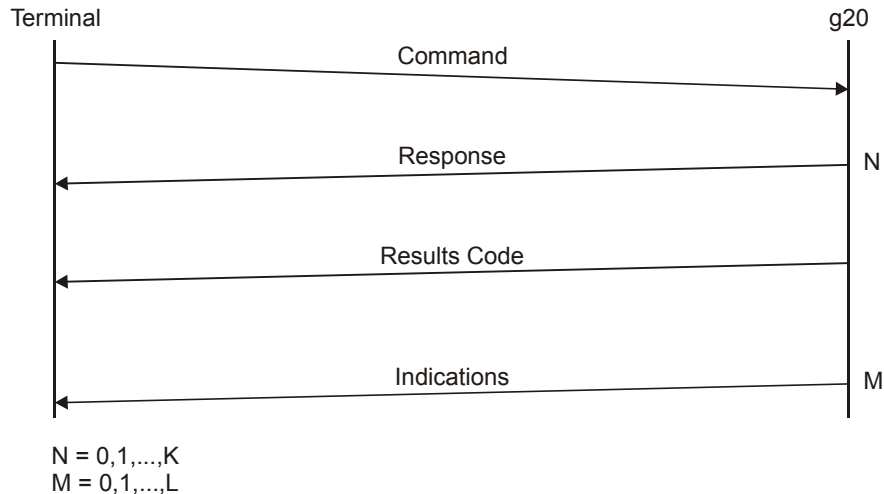 Terminal g20
Command
Response N
Results Code
Indications M
N = 0,1,...,K
M = 0,1,...,L